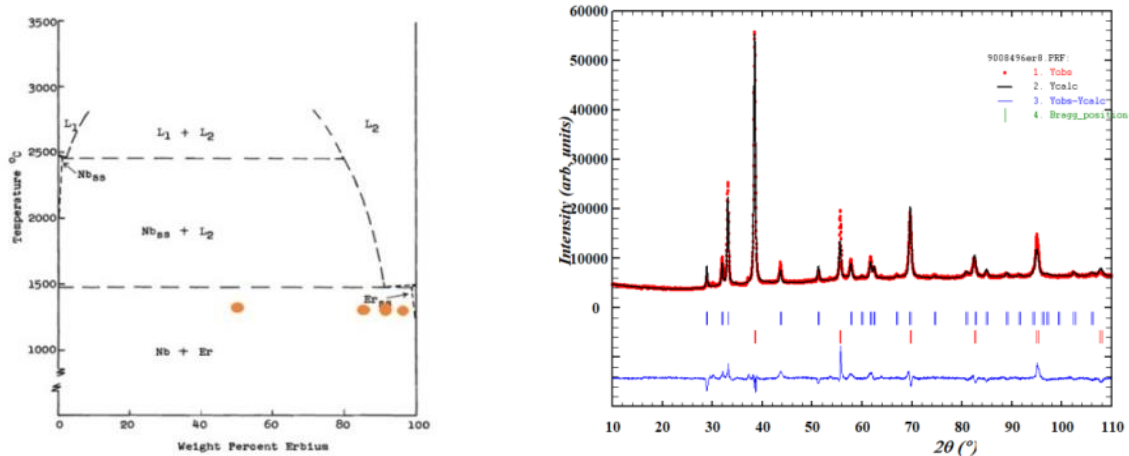 3500
3000
2500
2000
1500
1000
Temperature °C
L1
L1 + L2
L2
Nbss
Nbss + L2
Erss
Nb + Er
0 20 40 60 80 100
Weight Percent Erbium
60000
50000
40000
30000
20000
10000
0
Intensity (arb. units)
9008496er8.PRF:
1. Yobs
2. Ycalc
3. Yobs-Ycalc
4. Bragg_position
10 20 30 40 50 60 70 80 90 100 110
2θ (°)